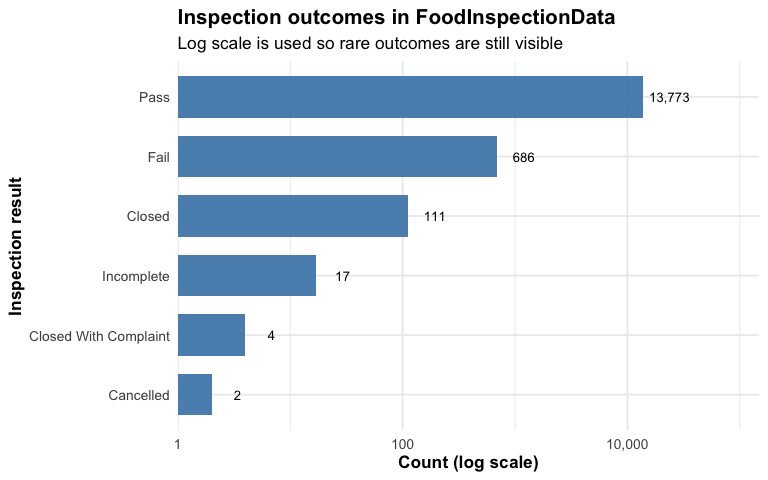 Inspection outcomes in FoodInspectionData
Log scale is used so rare outcomes are still visible
Inspection result
Pass 13,773
Fail 686
Closed 111
Incomplete 17
Closed With Complaint 4
Cancelled 2
1 100 10,000
Count (log scale)